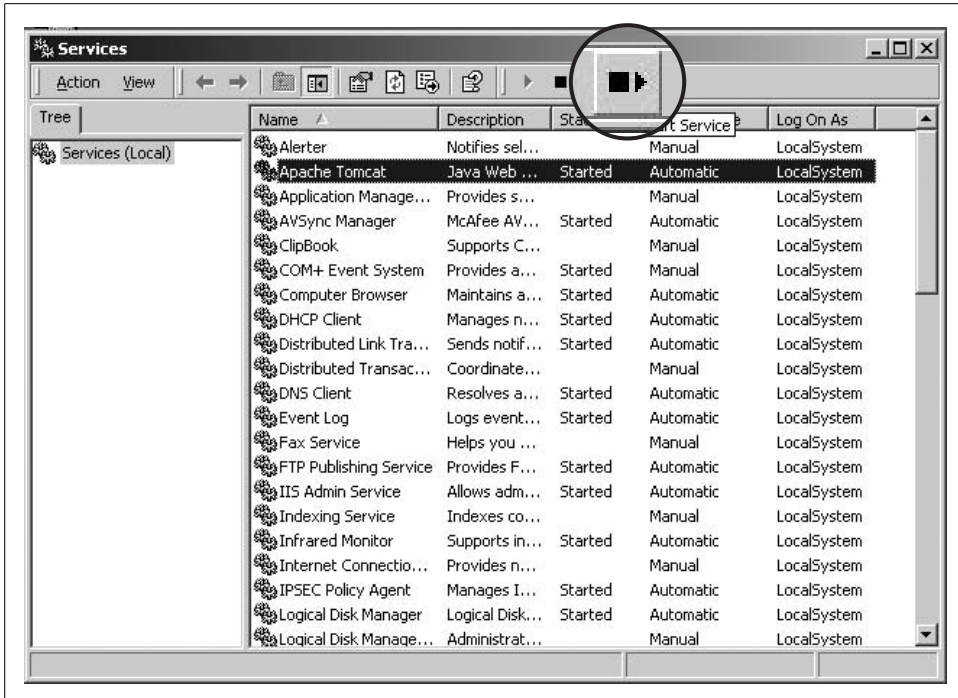 Services
Action View
Tree
Name Description Log On As
Services (Local)
Service
Alerter Notifies sel... Manual LocalSystem
Apache Tomcat Java Web ... Started Automatic LocalSystem
Application Manage... Provides s... Manual LocalSystem
AVSync Manager McAfee AV... Started Automatic LocalSystem
ClipBook Supports C... Manual LocalSystem
COM+ Event System Provides a... Started Manual LocalSystem
Computer Browser Maintains a... Started Automatic LocalSystem
DHCP Client Manages n... Started Automatic LocalSystem
Distributed Link Tra... Sends notif... Started Automatic LocalSystem
Distributed Transac... Coordinate... Manual LocalSystem
DNS Client Resolves a... Started Automatic LocalSystem
Event Log Logs event... Started Automatic LocalSystem
Fax Service Helps you ... Manual LocalSystem
FTP Publishing Service Provides F... Started Automatic LocalSystem
IIS Admin Service Allows adm... Started Automatic LocalSystem
Indexing Service Indexes co... Manual LocalSystem
Infrared Monitor Supports in... Started Automatic LocalSystem
Internet Connectio... Provides n... Manual LocalSystem
IPSEC Policy Agent Manages I... Started Automatic LocalSystem
Logical Disk Manager Logical Disk... Started Automatic LocalSystem
Logical Disk Manage... Administrat... Manual LocalSystem